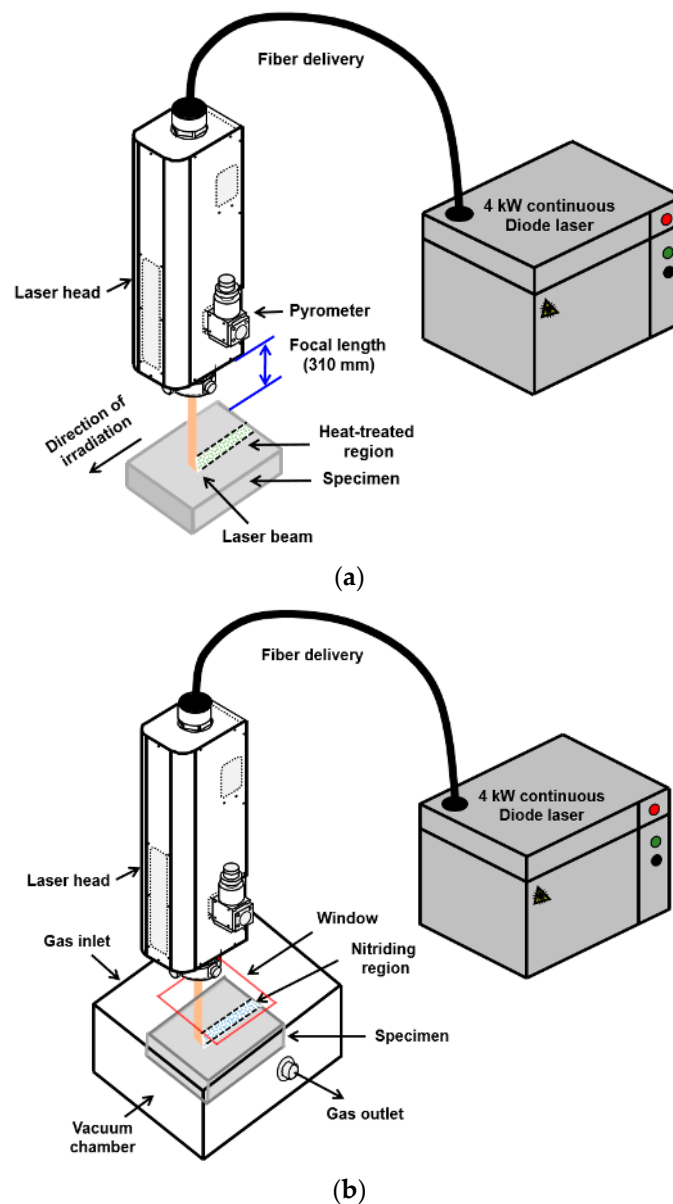 Fiber delivery
4 kW continuous
Diode laser
Laser head
Pyrometer
Focal length
(310 mm)
Direction of
irradiation
Heat-treated
region
Specimen
Laser beam
(a)
Fiber delivery
4 kW continuous
Diode laser
Laser head
Window
Gas inlet
Nitriding
region
Specimen
Gas outlet
Vacuum
chamber
(b)